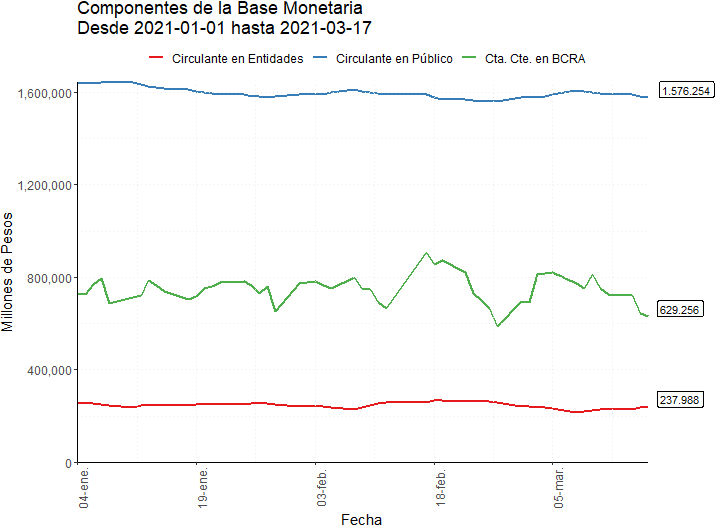 Componentes de la Base Monetaria
Desde 2021-01-01 hasta 2021-03-17
Circulante en Entidades Circulante en Público Cta. Cte. en BCRA
Millones de Pesos
1,600,000
1,200,000
800,000
400,000
0
1.576.254
629.256
237.988
04-ene.
19-ene.
03-feb.
18-feb.
05-mar.
Fecha